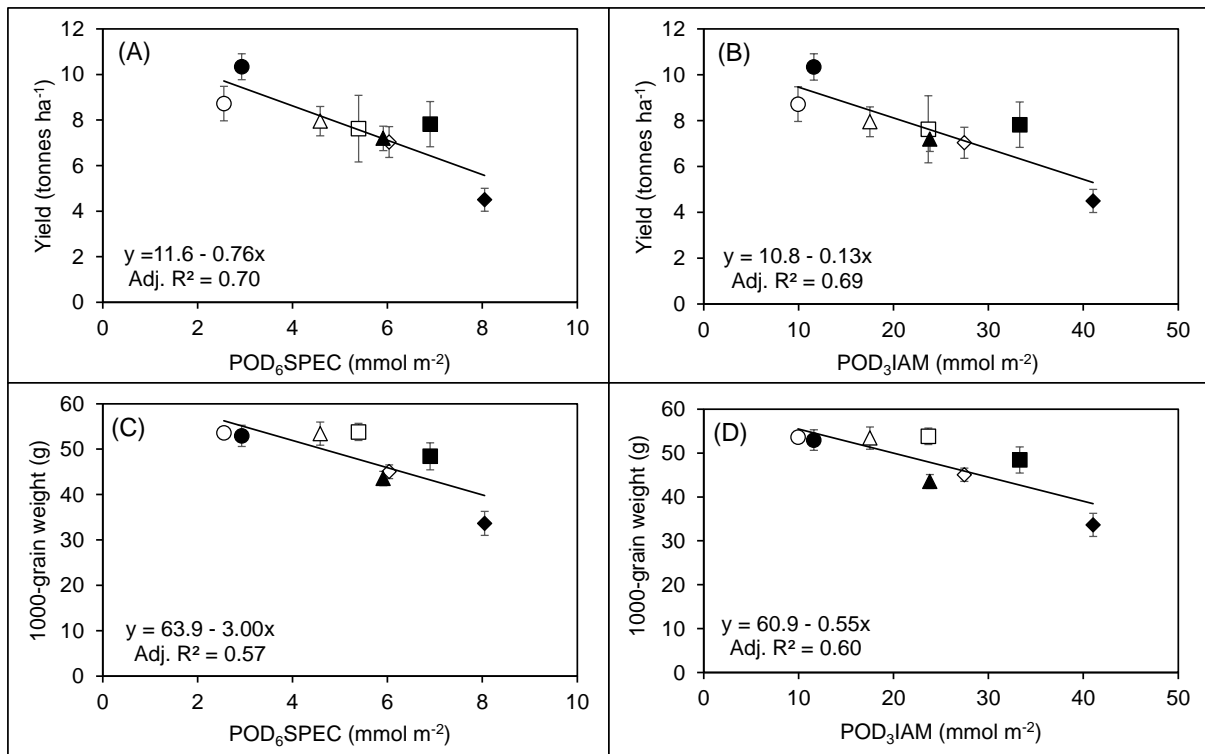 (A)
Yield (tonnes ha⁻¹)
12
10
8
6
4
2
0
y =11.6 - 0.76x
Adj. R² = 0.70
0 2 4 6 8 10
POD₆SPEC (mmol m⁻²)
(B)
Yield (tonnes ha⁻¹)
12
10
8
6
4
2
0
y = 10.8 - 0.13x
Adj. R² = 0.69
0 10 20 30 40 50
POD₃IAM (mmol m⁻²)
(C)
1000-grain weight (g)
60
50
40
30
20
10
0
y = 63.9 - 3.00x
Adj. R² = 0.57
0 2 4 6 8 10
POD₆SPEC (mmol m⁻²)
(D)
1000-grain weight (g)
60
50
40
30
20
10
0
y = 60.9 - 0.55x
Adj. R² = 0.60
0 10 20 30 40 50
POD₃IAM (mmol m⁻²)